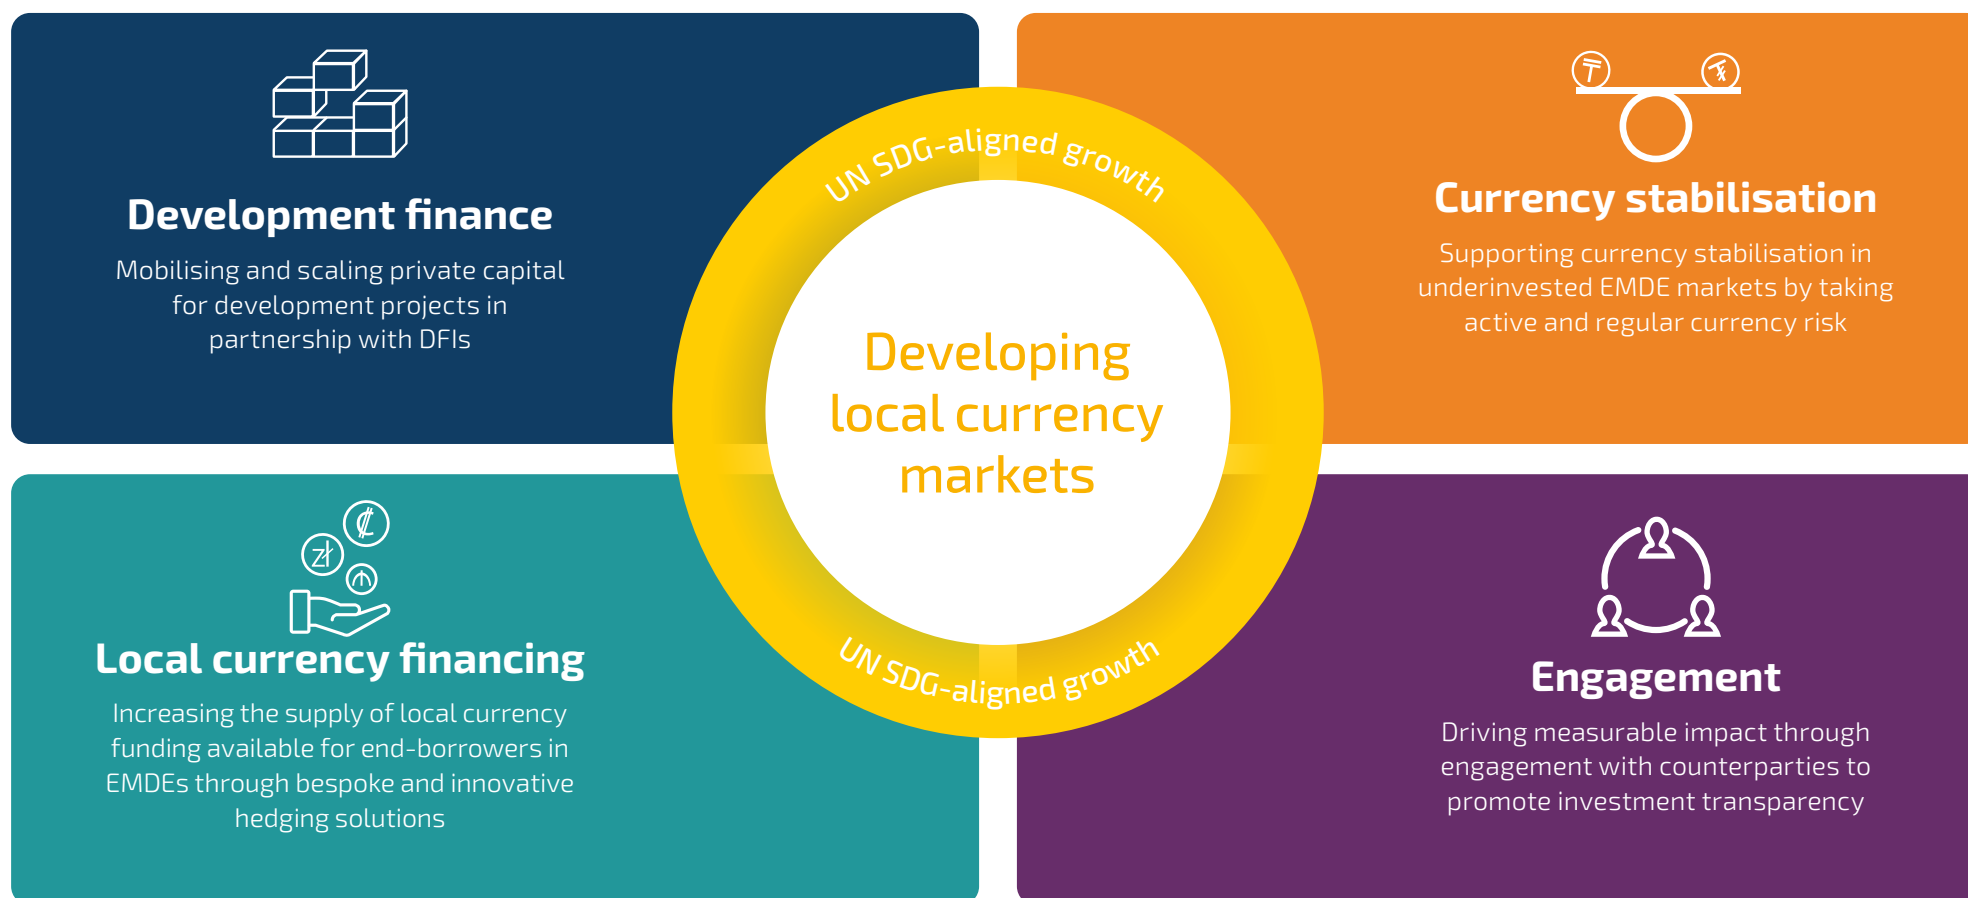 Development finance
Mobilising and scaling private capital
for development projects in
partnership with DFIs
₸
₮
Currency stabilisation
Supporting currency stabilisation in
underinvested EMDE markets by taking
active and regular currency risk
UN SDG-aligned growth
Developing
local currency
markets
UN SDG-aligned growth
₡
zł
₼
Local currency financing
Increasing the supply of local currency
funding available for end-borrowers in
EMDEs through bespoke and innovative
hedging solutions
Engagement
Driving measurable impact through
engagement with counterparties to
promote investment transparency